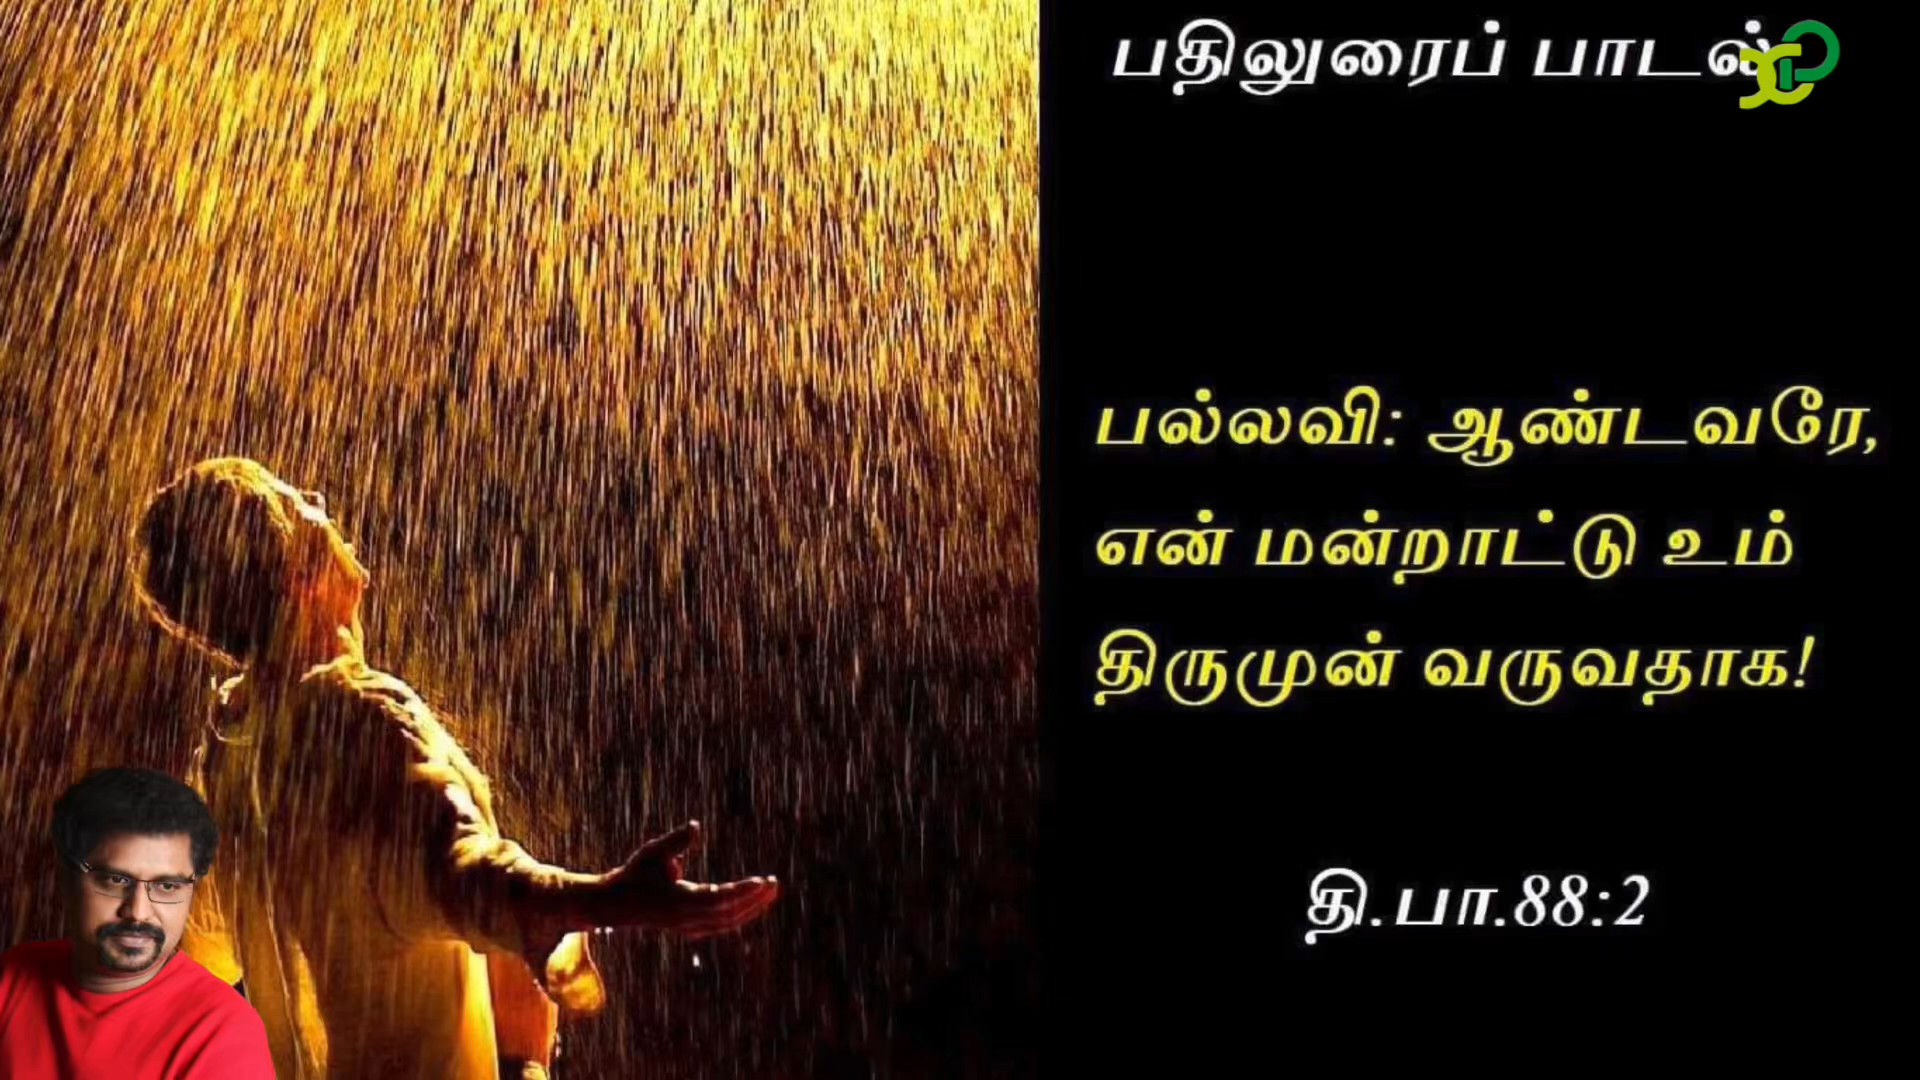 பதிலுரைப் பாடல்
பல்லவி: ஆண்டவரே,
என் மன்றாட்டு உம்
திருமுன் வருவதாக!
தி.பா.88:2